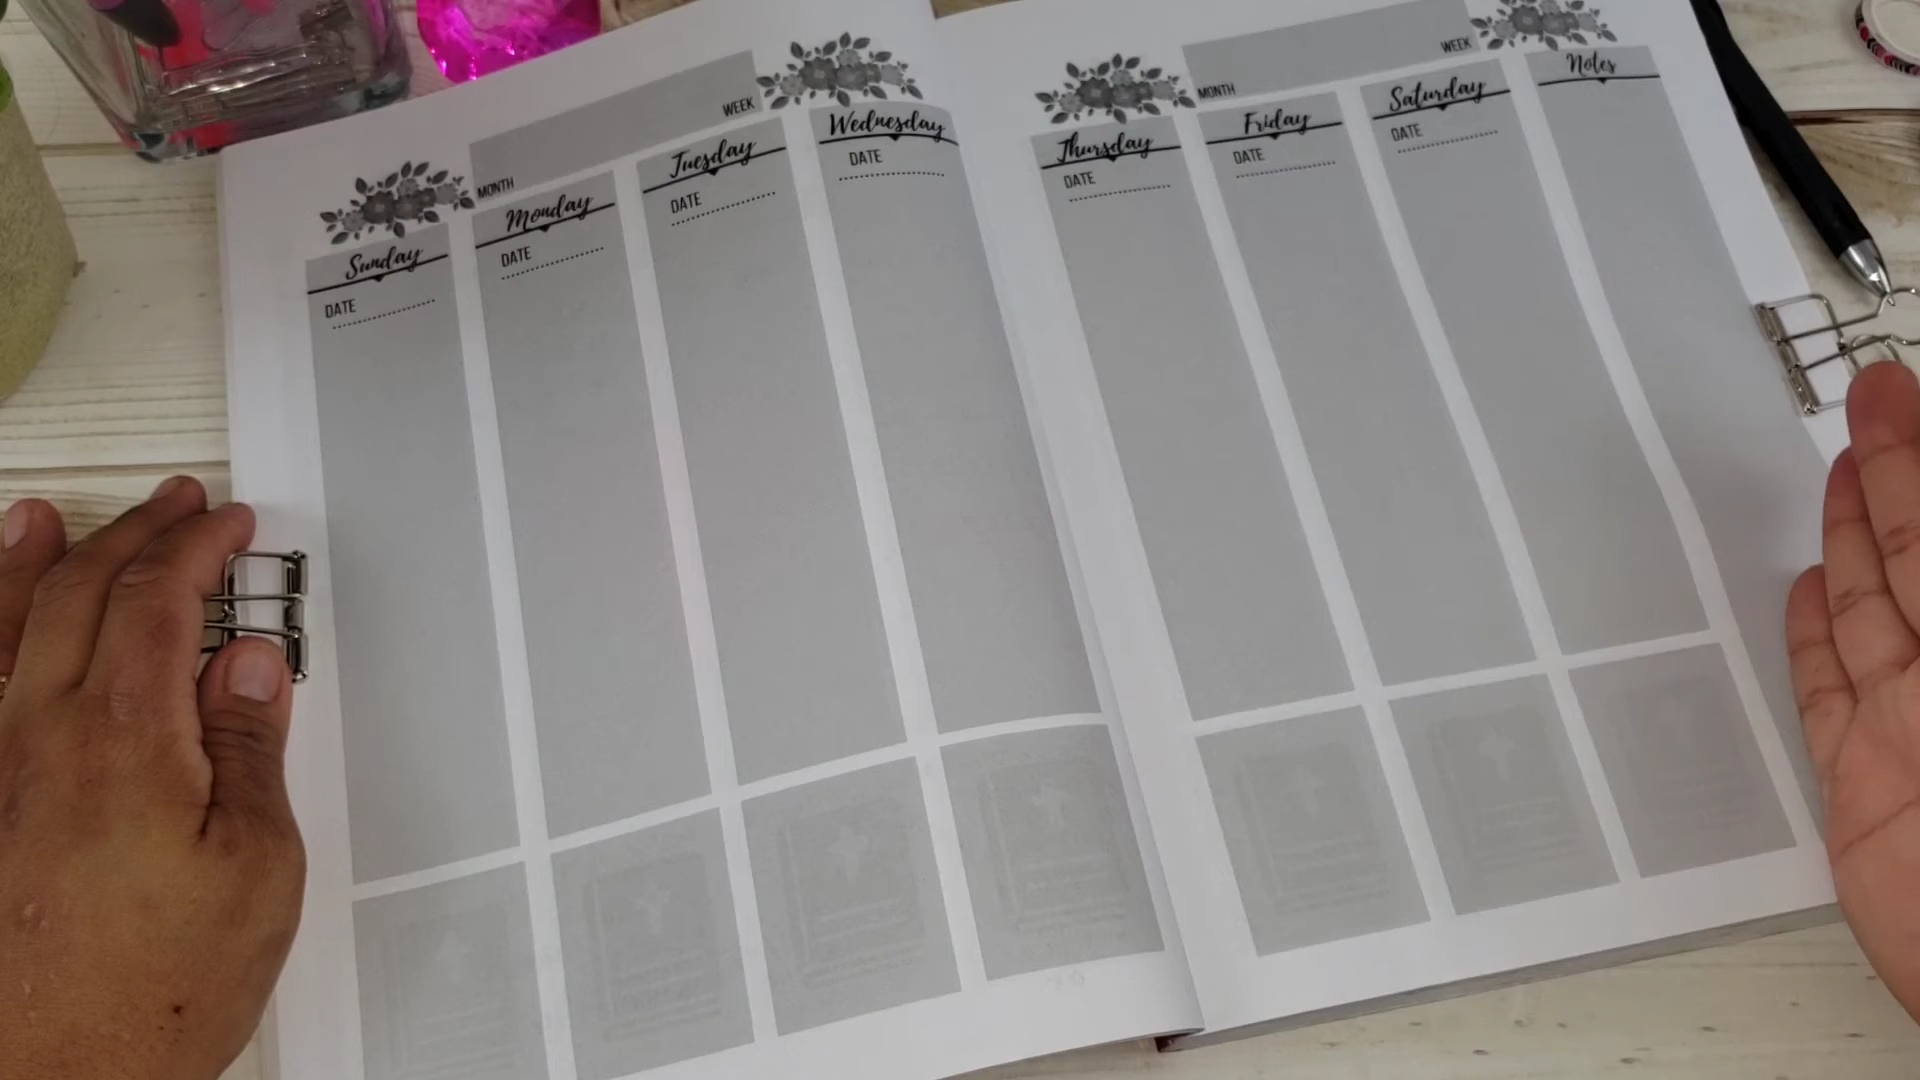 MONTH WEEK
Sunday Monday Tuesday Wednesday
DATE DATE DATE DATE
MONTH WEEK
Thursday Friday Saturday Notes
DATE DATE DATE